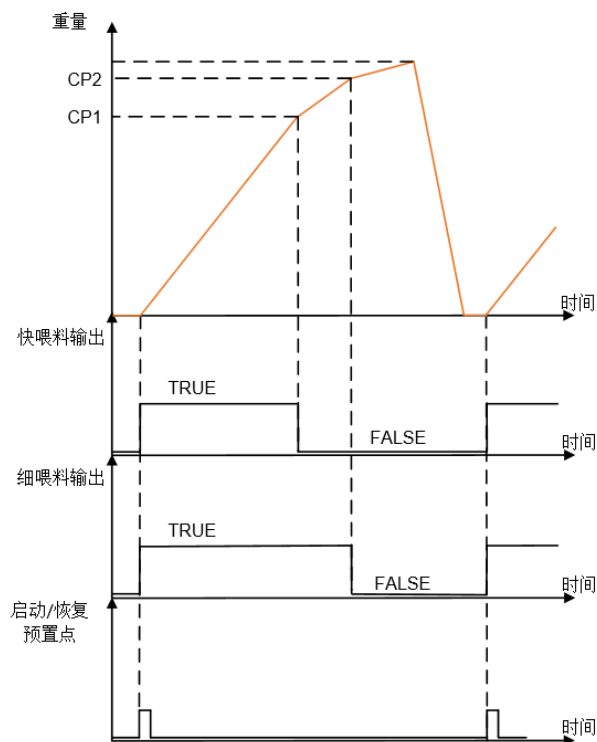 重量
CP2
CP1
时间
快喂料输出
TRUE
FALSE
时间
细喂料输出
TRUE
FALSE
时间
启动/恢复
预置点
时间